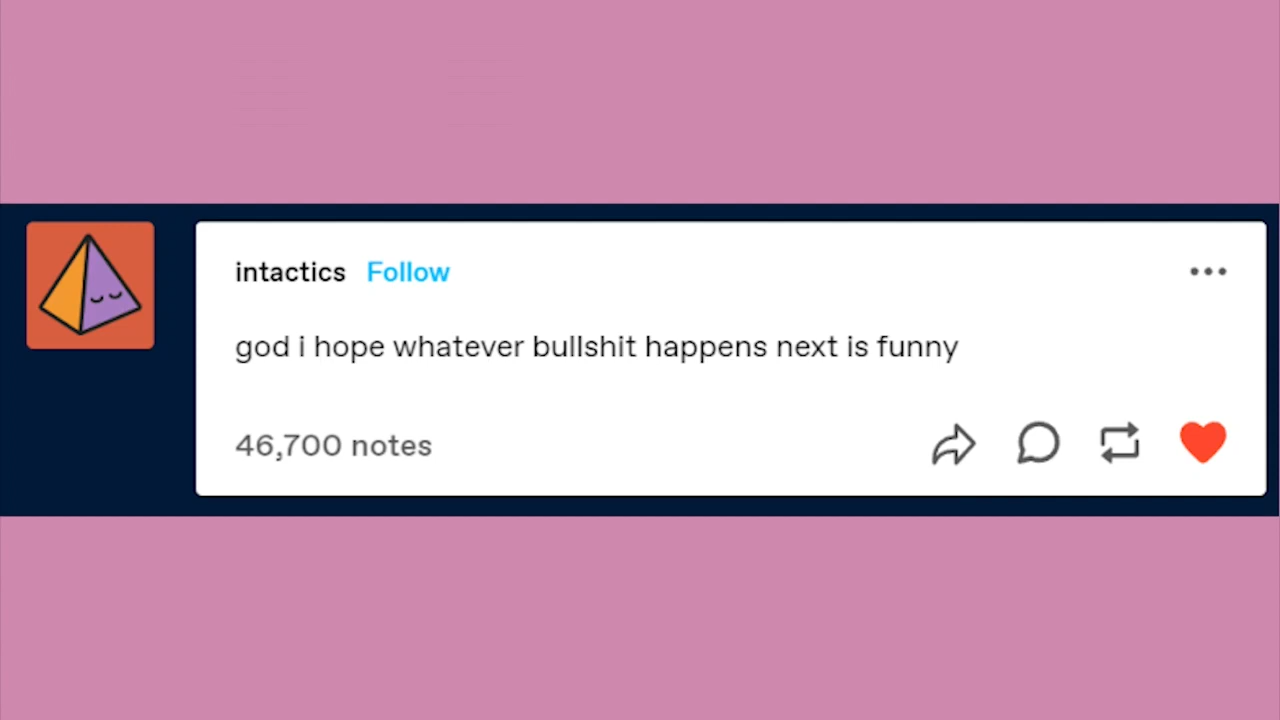 intactics Follow
god i hope whatever bullshit happens next is funny
46,700 notes